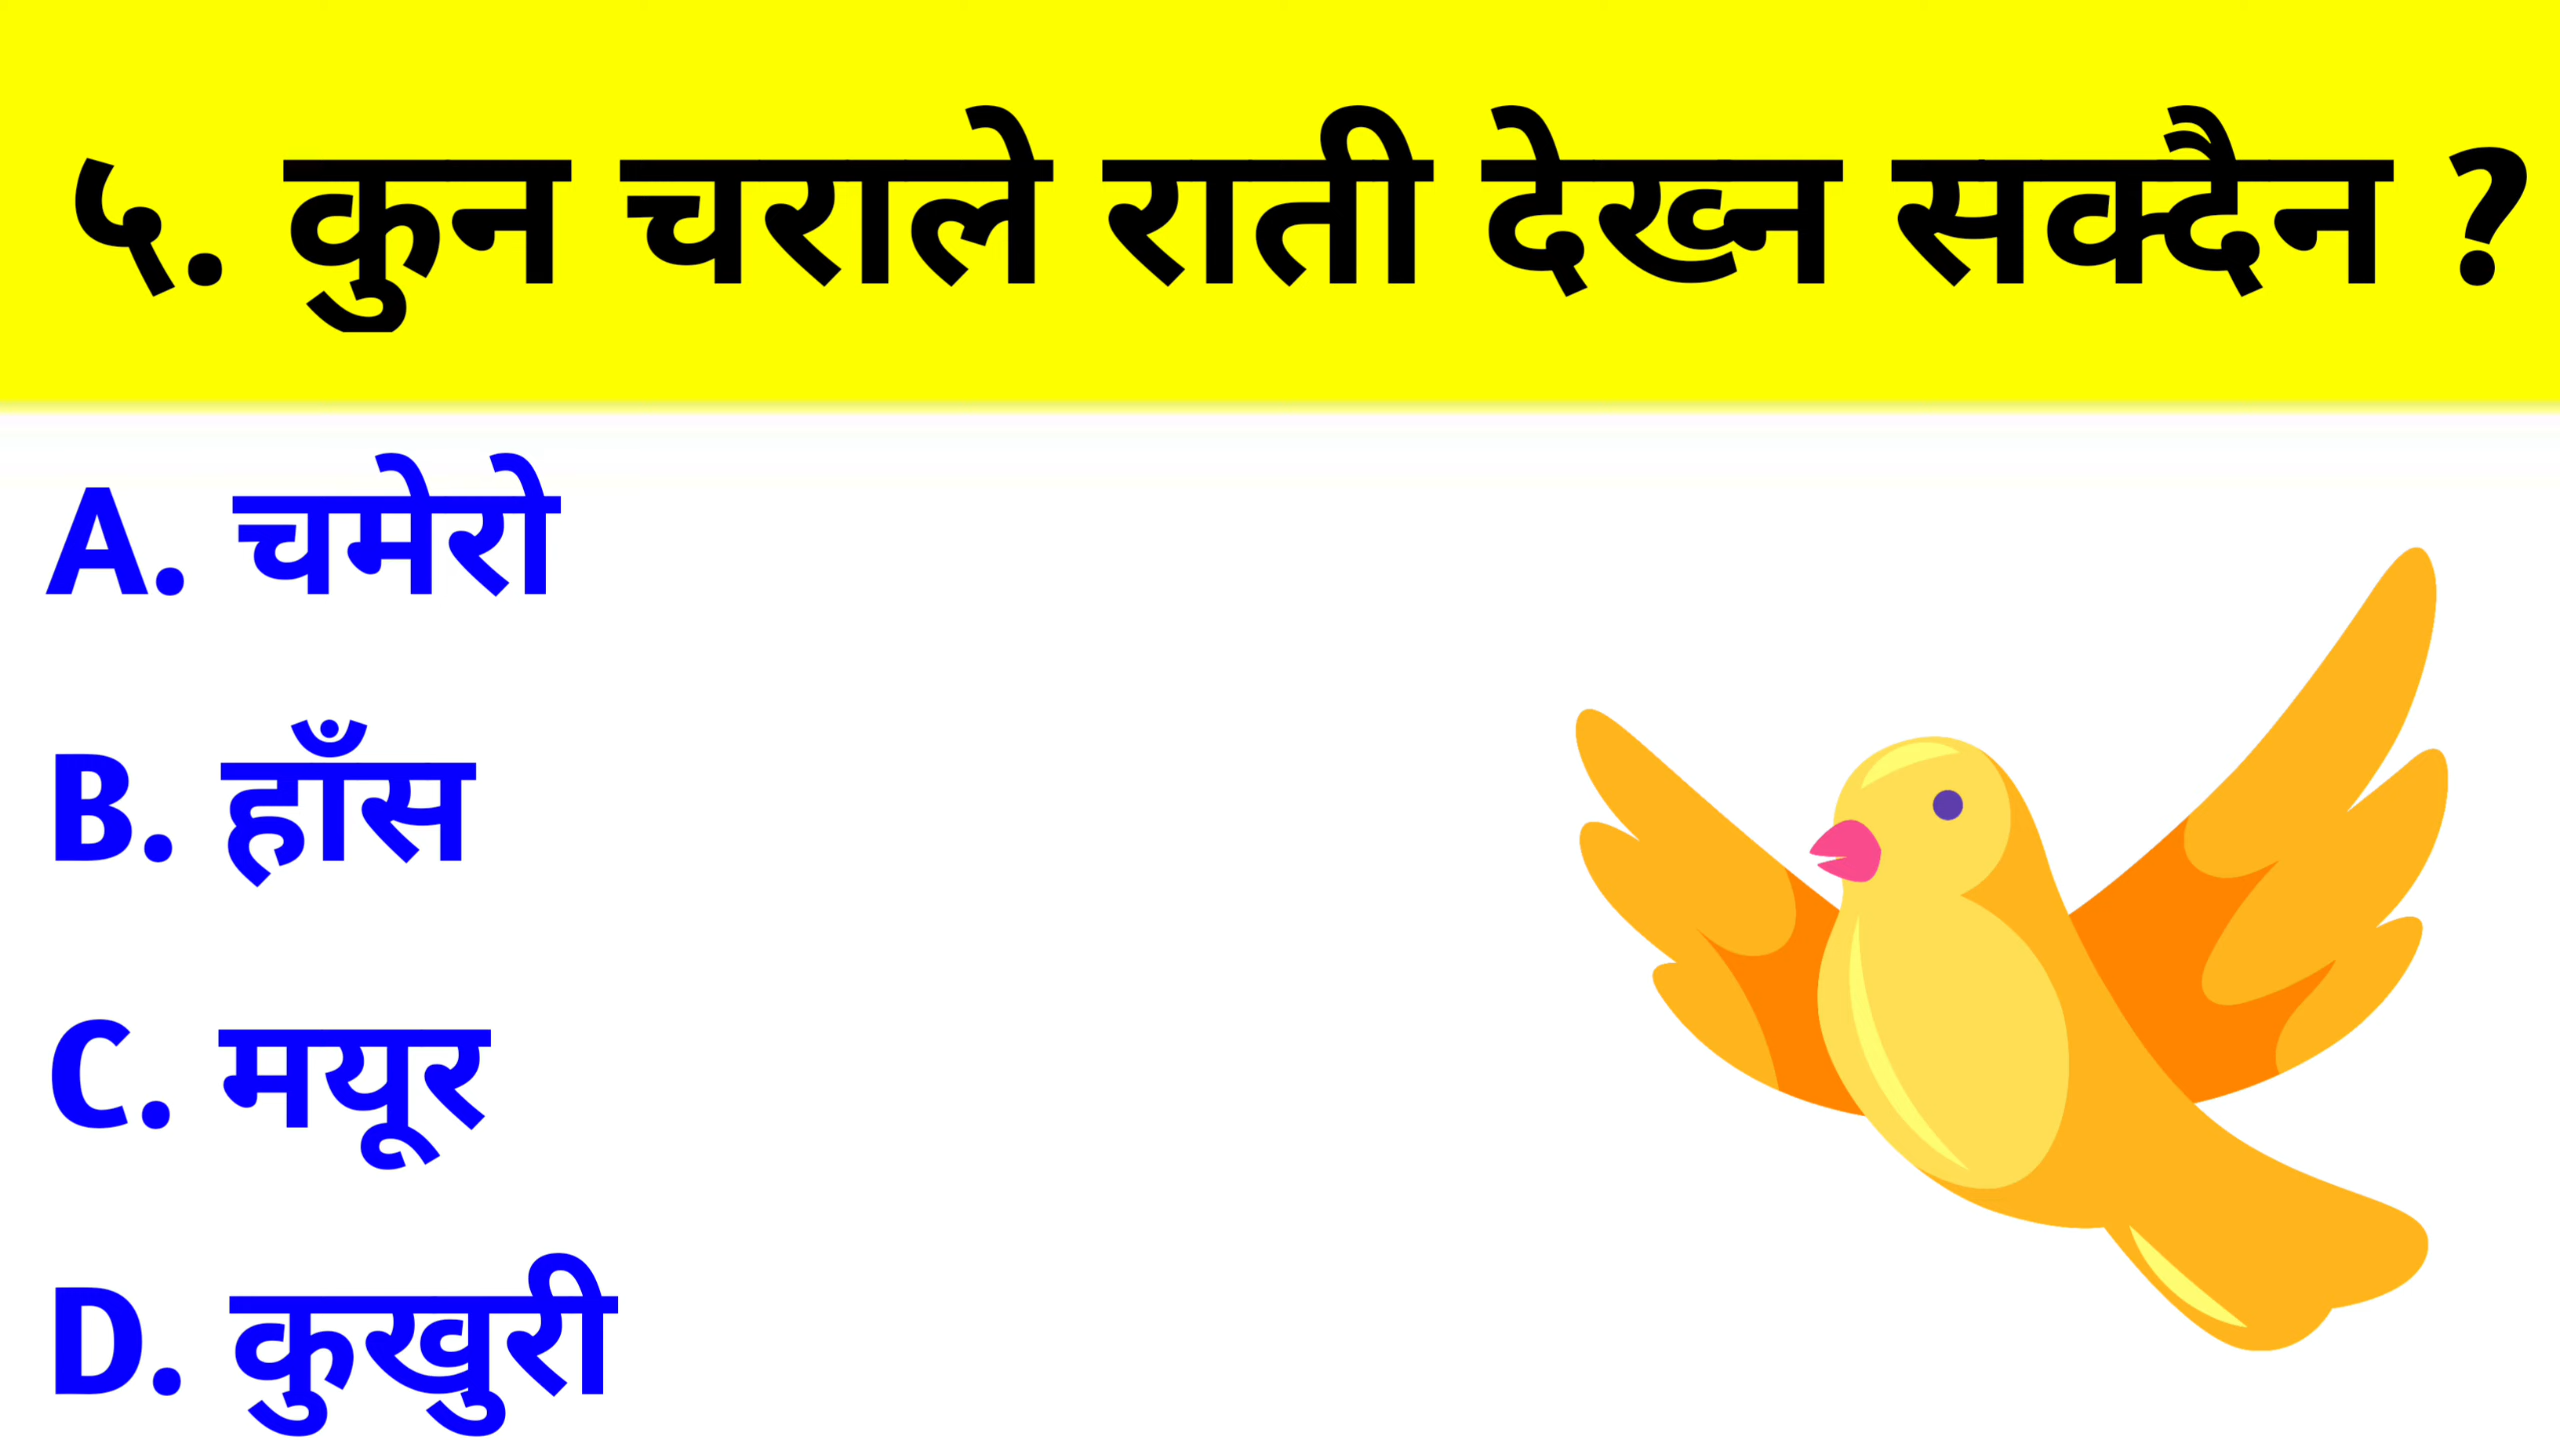 ५. कुन चराले राती देख्न सक्दैन ?
A. चमेरो
B. हाँस
C. मयूर
D. कुखुरी